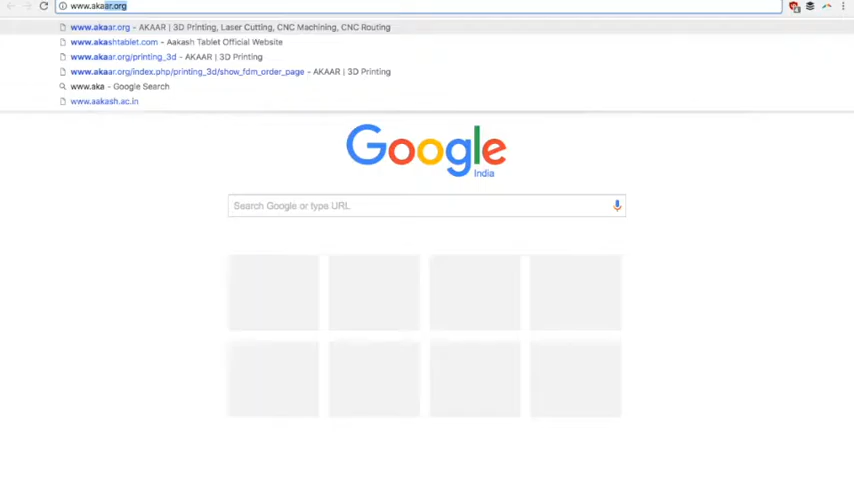 www.akaar.org
www.akaar.org - AKAAR | 3D Printing, Laser Cutting, CNC Machining, CNC Routing
www.akashtablet.com - Aakash Tablet Official Website
www.akaar.org/printing_3d - AKAAR | 3D Printing
www.akaar.org/index.php/printing_3d/show_fdm_order_page - AKAAR | 3D Printing
www.aka - Google Search
www.aakash.ac.in
Google
India
Search Google or type URL